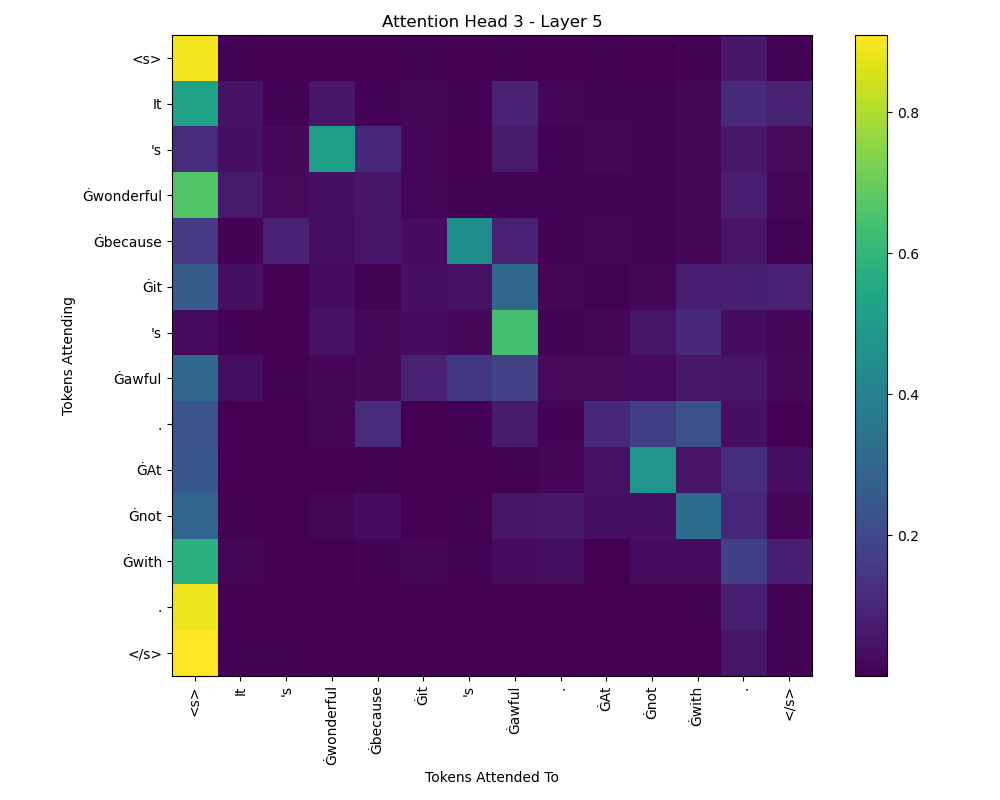 Attention Head 3 - Layer 5
<s>
It
's
Ġwonderful
Ġbecause
Ġit
's
Ġawful
.
ĠAt
Ġnot
Ġwith
.
</s>
Tokens Attending
<s>
It
's
Ġwonderful
Ġbecause
Ġit
's
Ġawful
.
ĠAt
Ġnot
Ġwith
.
</s>
Tokens Attended To
0.8
0.6
0.4
0.2